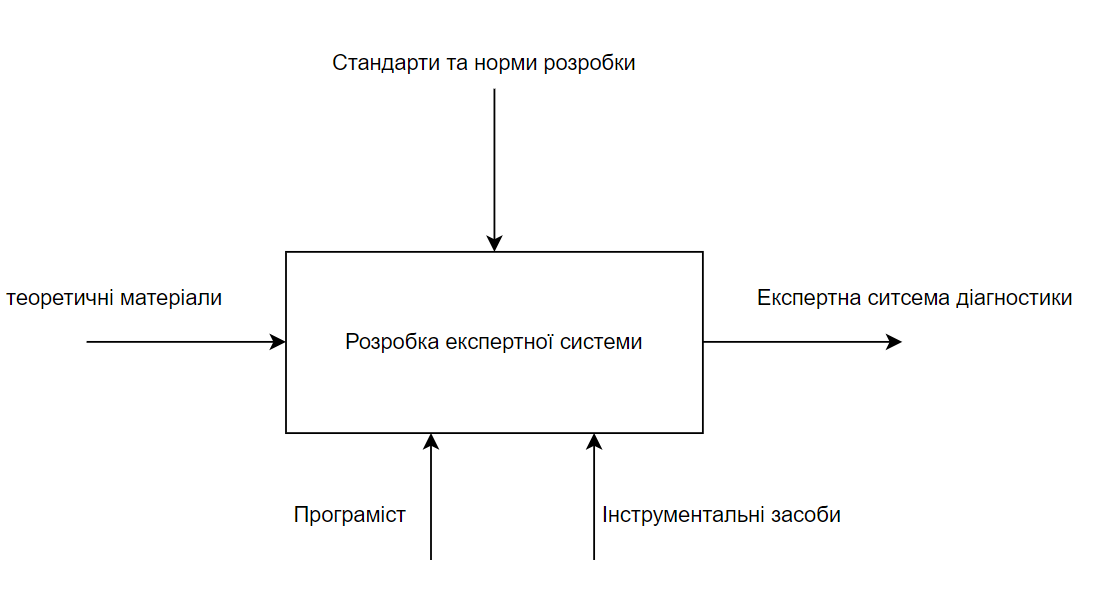 Стандарти та норми розробки
теоретичні матеріали
Експертна ситсема діагностики
Розробка експертної системи
Програміст
Інструментальні засоби